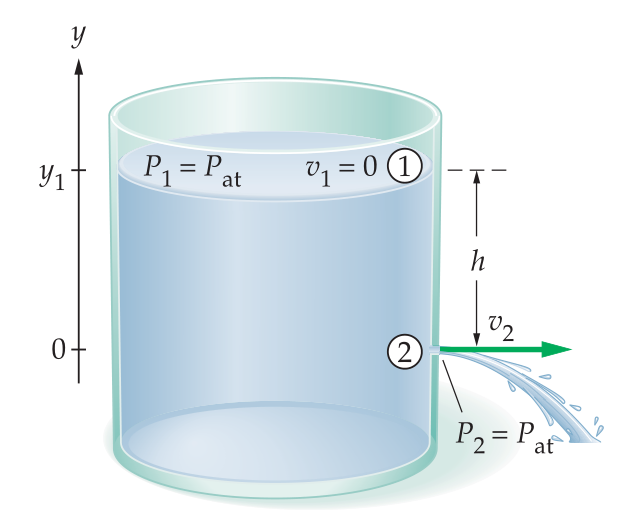 y
y₁
P₁ = Pₐₜ
v₁ = 0 ①
h
v₂
0
②
P₂ = Pₐₜ